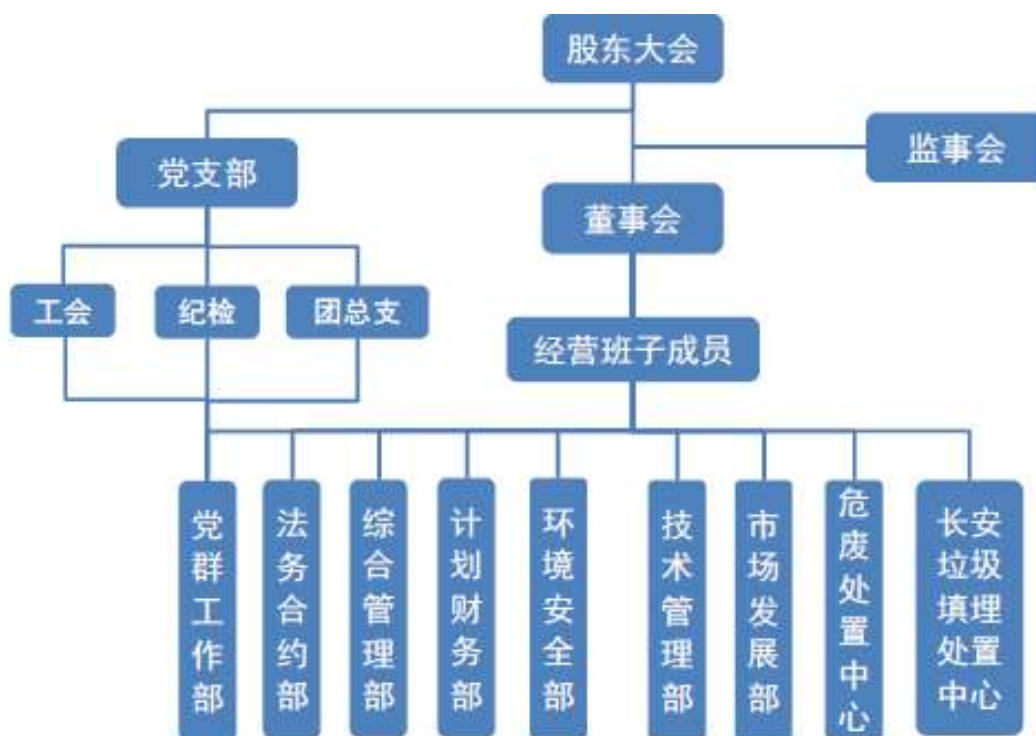 股东大会
监事会
党支部
董事会
工会
纪检
团总支
经营班子成员
党群工作部
法务合约部
综合管理部
计划财务部
环境安全部
技术管理部
市场发展部
危废处置中心
长安垃圾填埋处置中心